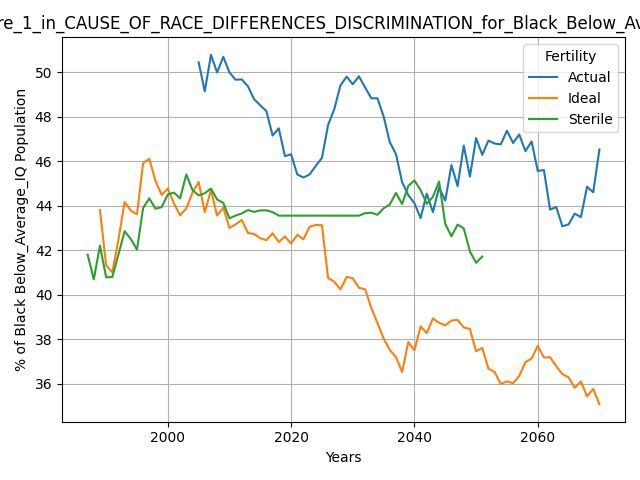 re_1_in_CAUSE_OF_RACE_DIFFERENCES_DISCRIMINATION_for_Black_Below_Av
Fertility
Actual
Ideal
Sterile
% of Black Below_Average_IQ Population
50
48
46
44
42
40
38
36
2000
2020
2040
2060
Years